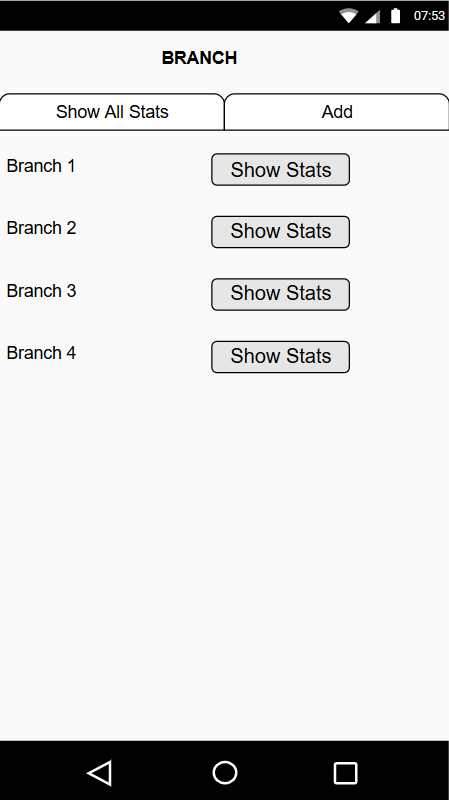 07:53
BRANCH
Show All Stats Add
Branch 1 Show Stats
Branch 2 Show Stats
Branch 3 Show Stats
Branch 4 Show Stats